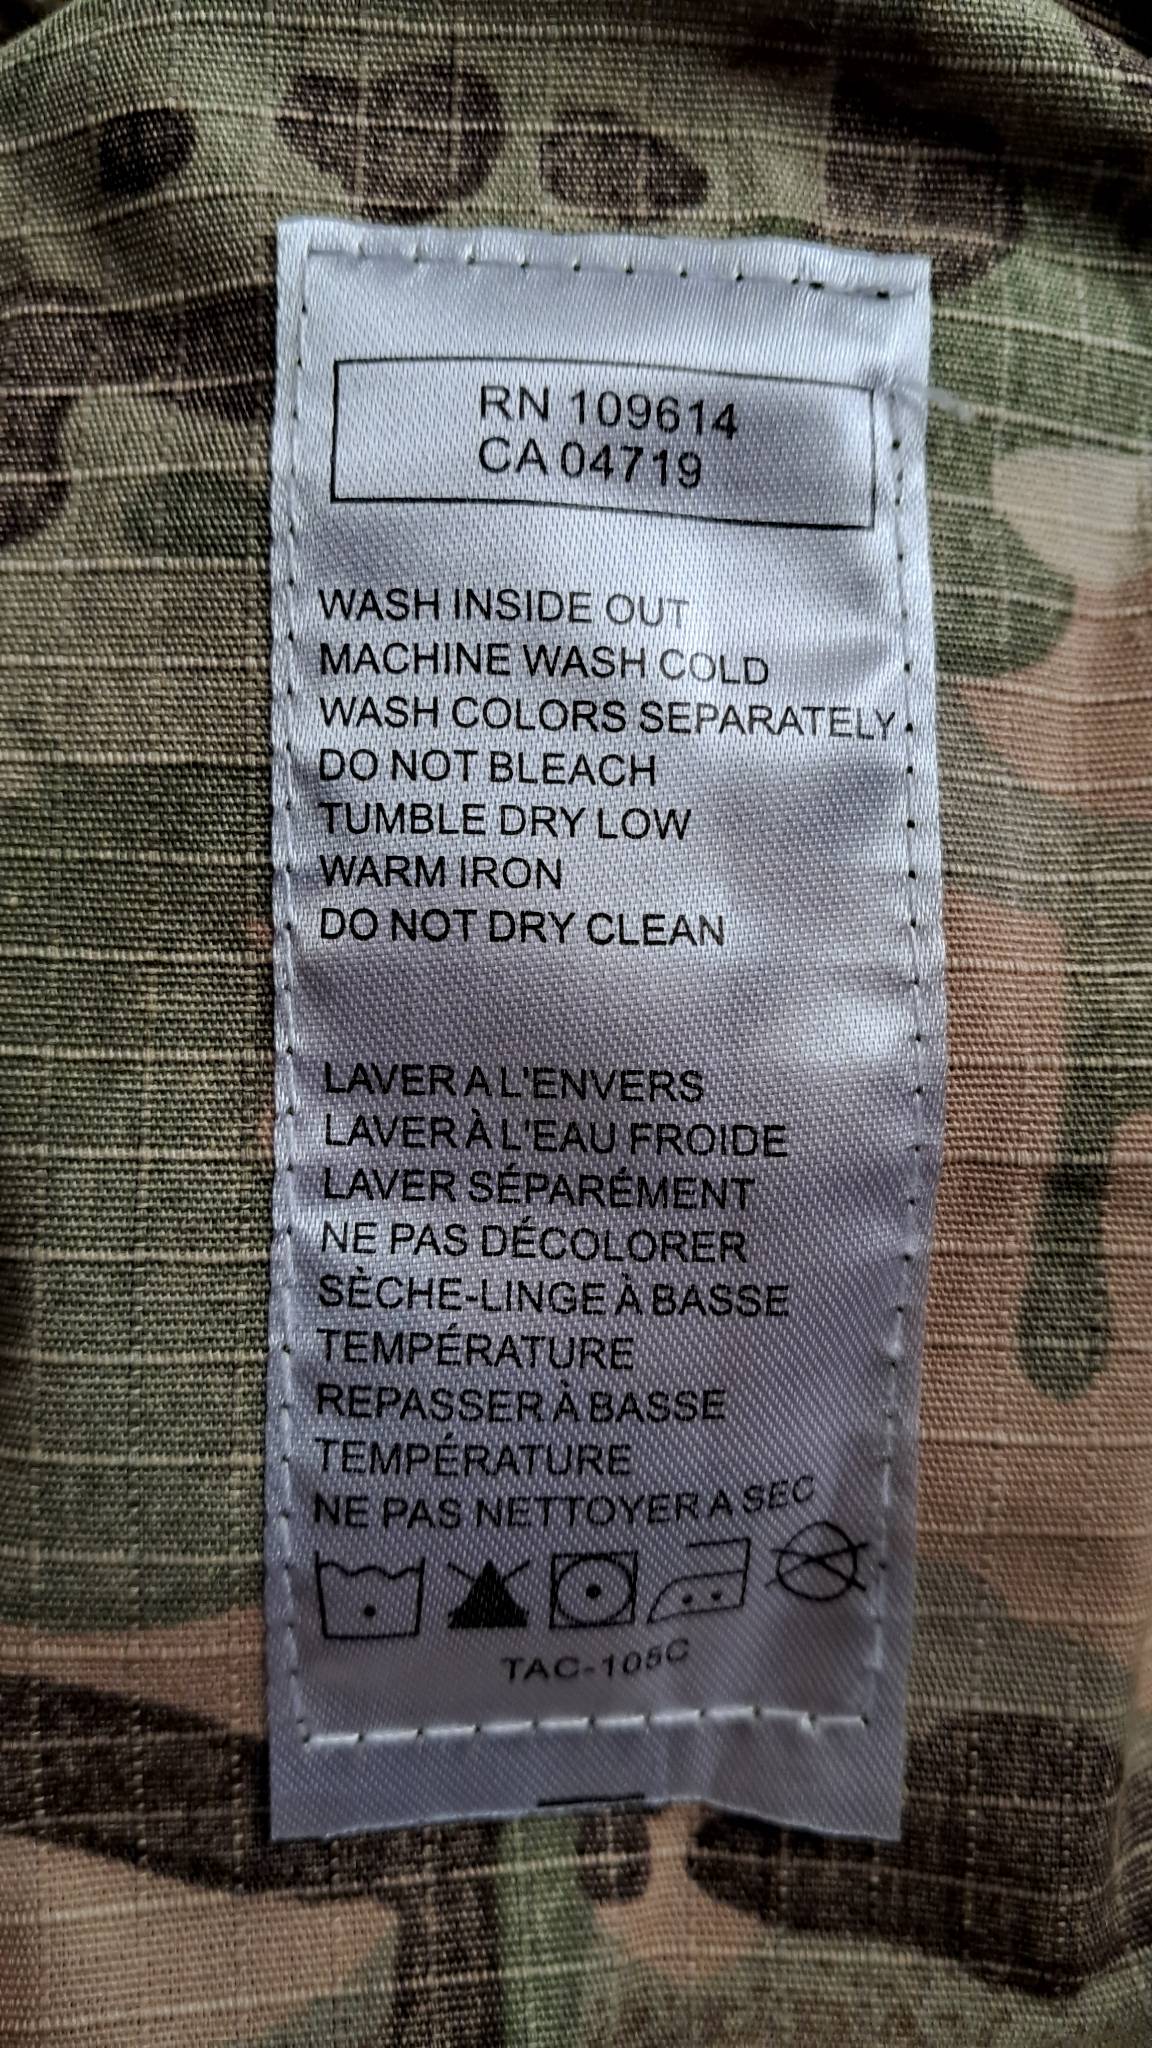 RN 109614
CA 04719
WASH INSIDE OUT
MACHINE WASH COLD
WASH COLORS SEPARATELY
DO NOT BLEACH
TUMBLE DRY LOW
WARM IRON
DO NOT DRY CLEAN
LAVER A L'ENVERS
LAVER À L'EAU FROIDE
LAVER SÉPARÉMENT
NE PAS DÉCOLORER
SÈCHE-LINGE À BASSE
TEMPÉRATURE
REPASSER À BASSE
TEMPÉRATURE
NE PAS NETTOYER A SEC
TAC-105C